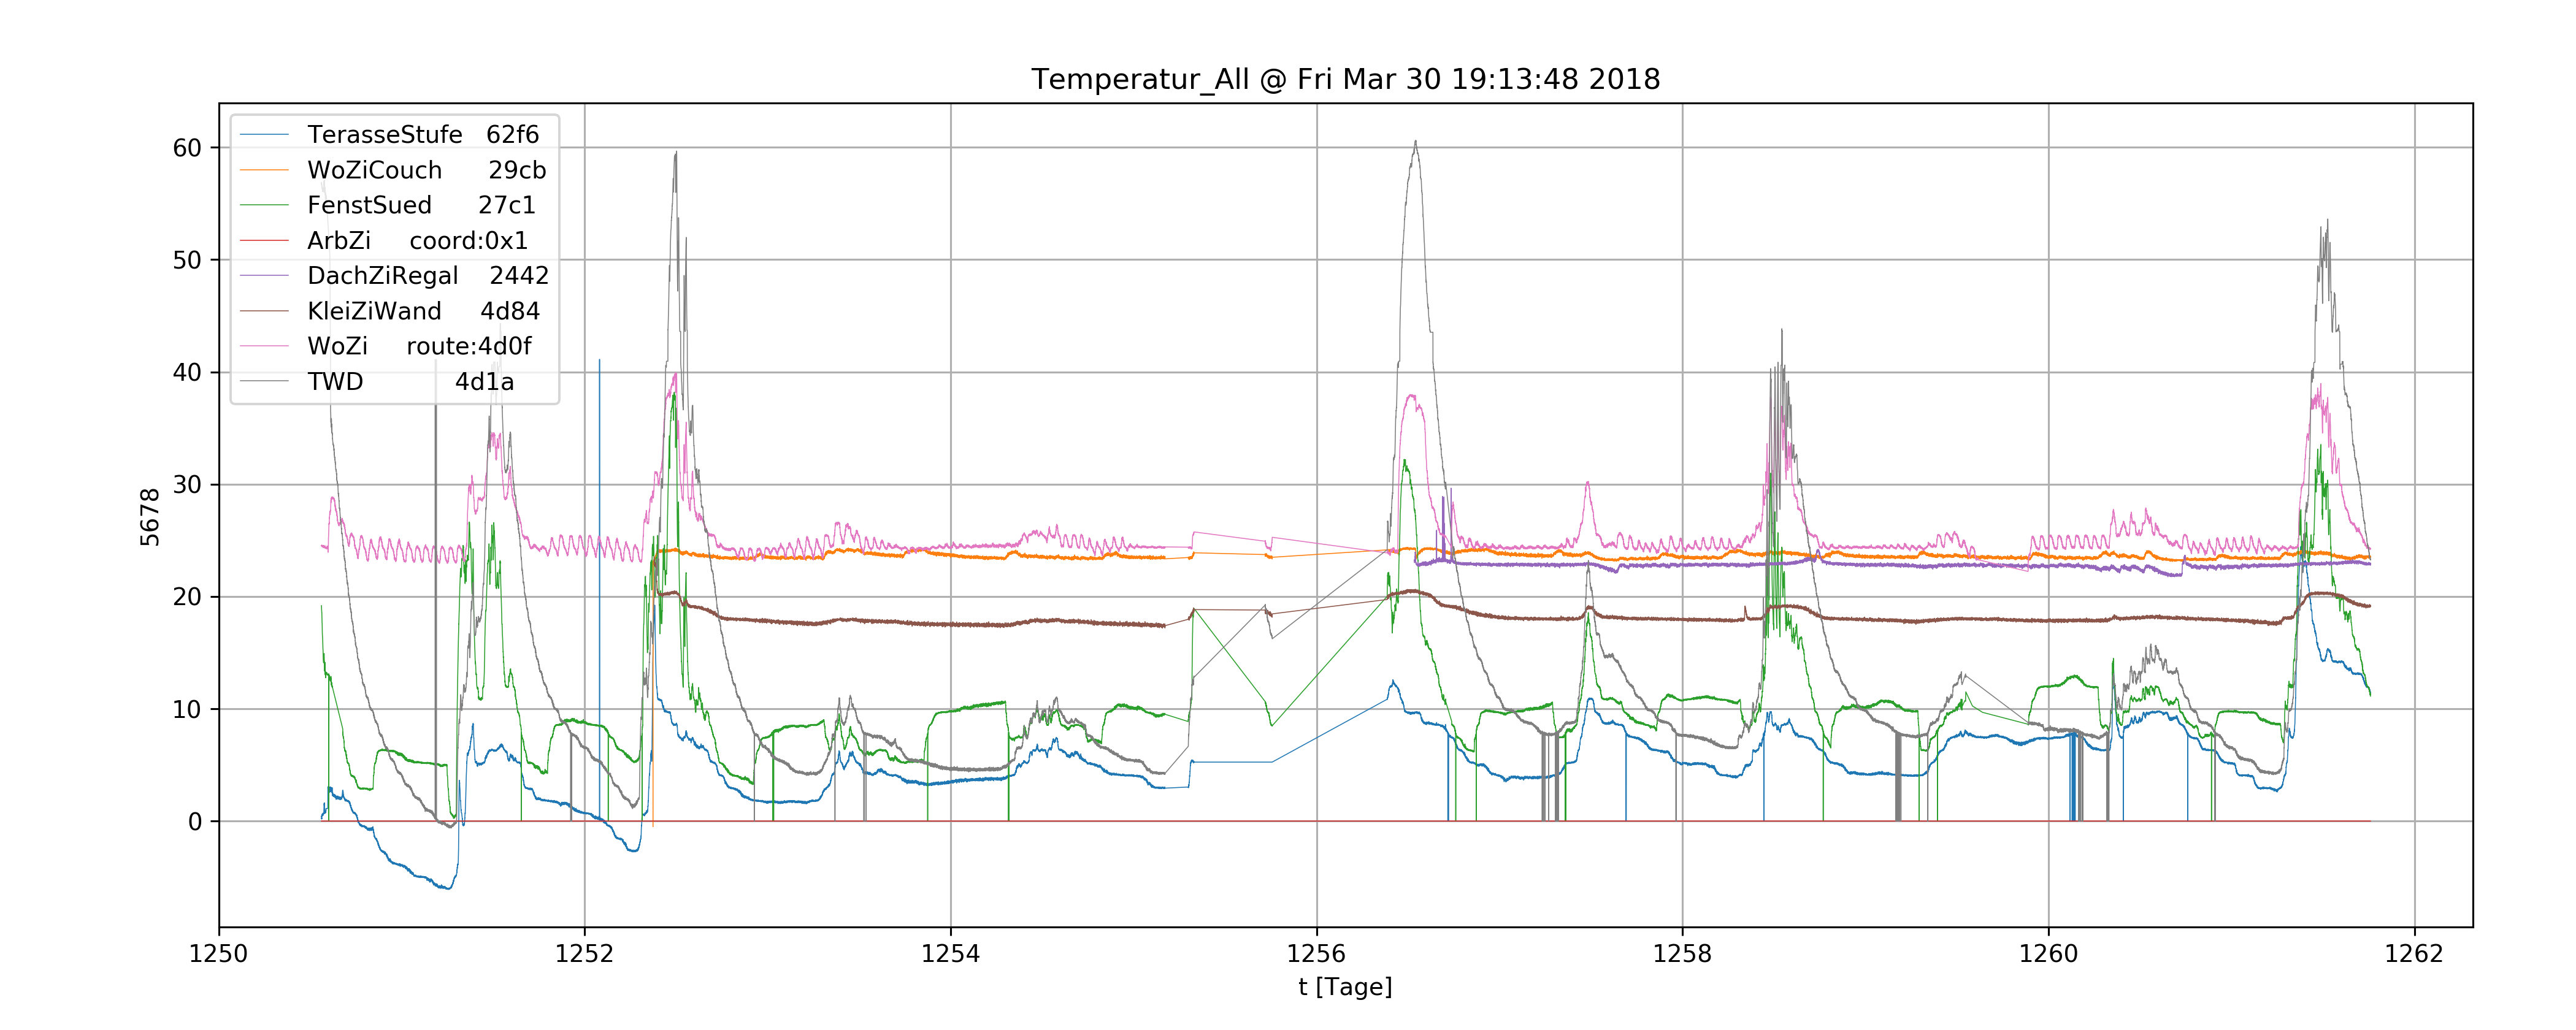 Temperatur_All @ Fri Mar 30 19:13:48 2018
60
50
40
30
20
10
0
5678
TerasseStufe 62f6
WoZiCouch 29cb
FenstSued 27c1
ArbZi coord:0x1
DachZiRegal 2442
KleiZiWand 4d84
WoZi route:4d0f
TWD 4d1a
1250 1252 1254 1256 1258 1260 1262
t [Tage]